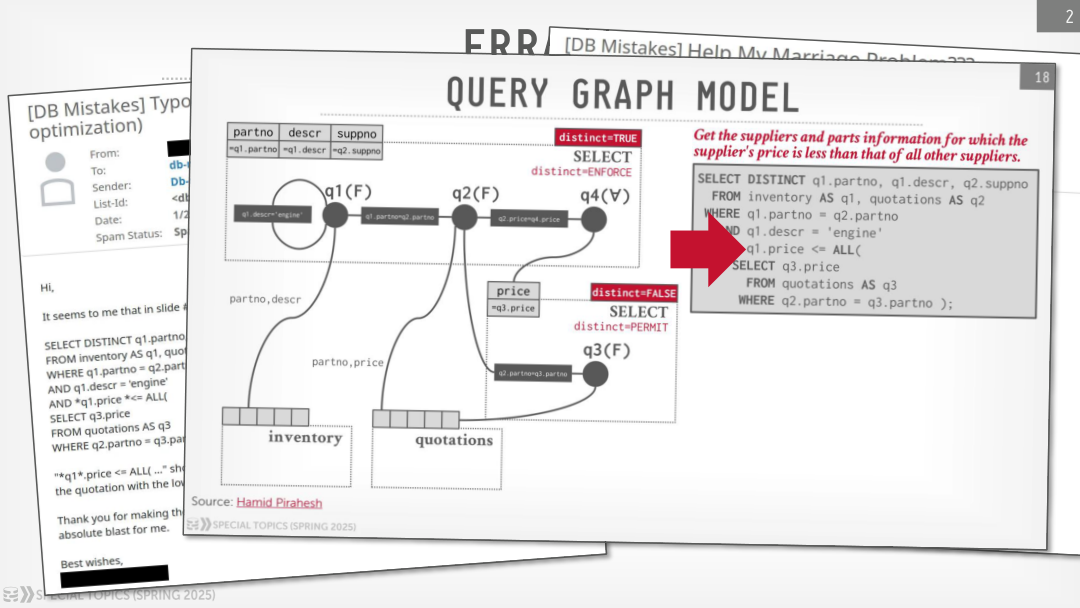 2
ERRA
[DB Mistakes] Help My Marriage Problem???
[DB Mistakes] Typo
optimization)
From:
To: db-
Sender: Db-
List-Id: <db
Date: 1/2
Spam Status: Sp
Hi,
It seems to me that in slide #
SELECT DISTINCT q1.partno,
FROM inventory AS q1, quot
WHERE q1.partno = q2.part
AND q1.descr = 'engine'
AND *q1.price *<= ALL(
SELECT q3.price
FROM quotations AS q3
WHERE q2.partno = q3.par
"*q1*.price <= ALL( ..." sh
the quotation with the lo
Thank you for making th
absolute blast for me.
Best wishes,
18
QUERY GRAPH MODEL
partno descr suppno
=q1.partno =q1.descr =q2.suppno
distinct=TRUE
SELECT
distinct=ENFORCE
q1(F) q2(F) q4(∀)
q1.descr='engine' q1.partno=q2.partno q2.price≤q4.price
partno,descr
partno,price
price
=q3.price
distinct=FALSE
SELECT
distinct=PERMIT
q3(F)
q2.partno=q3.partno
inventory
quotations
Get the suppliers and parts information for which the
supplier's price is less than that of all other suppliers.
SELECT DISTINCT q1.partno, q1.descr, q2.suppno
FROM inventory AS q1, quotations AS q2
WHERE q1.partno = q2.partno
ND q1.descr = 'engine'
q1.price <= ALL(
SELECT q3.price
FROM quotations AS q3
WHERE q2.partno = q3.partno );
Source: Hamid Pirahesh
SPECIAL TOPICS (SPRING 2025)
SPECIAL TOPICS (SPRING 2025)